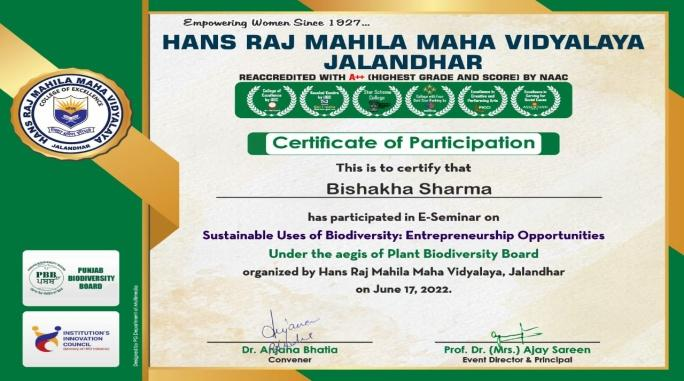 Empowering Women Since 1927...
HANS RAJ MAHILA MAHA VIDYALAYA
JALANDHAR
REACCREDITED WITH A++ (HIGHEST GRADE AND SCORE) BY NAAC
College of
Excellence
by UGC
Star Scheme
College
Excellence in
Creative and
Performing Arts
Excellence in
Serving for
Social Cause
Certificate of Participation
This is to certify that
Bishakha Sharma
has participated in E-Seminar on
Sustainable Uses of Biodiversity: Entrepreneurship Opportunities
Under the aegis of Plant Biodiversity Board
organized by Hans Raj Mahila Maha Vidyalaya, Jalandhar
on June 17, 2022.
Dr. Anjana Bhatia
Convener
Prof. Dr. (Mrs.) Ajay Sareen
Event Director & Principal
HANS RAJ MAHILA MAHA VIDYALAYA
COLLEGE OF EXCELLENCE
JALANDHAR
PBB
ਪਸਬ
PUNJAB
BIODIVERSITY
BOARD
INSTITUTION'S
INNOVATION
COUNCIL
Designed by PG Department of Multimedia